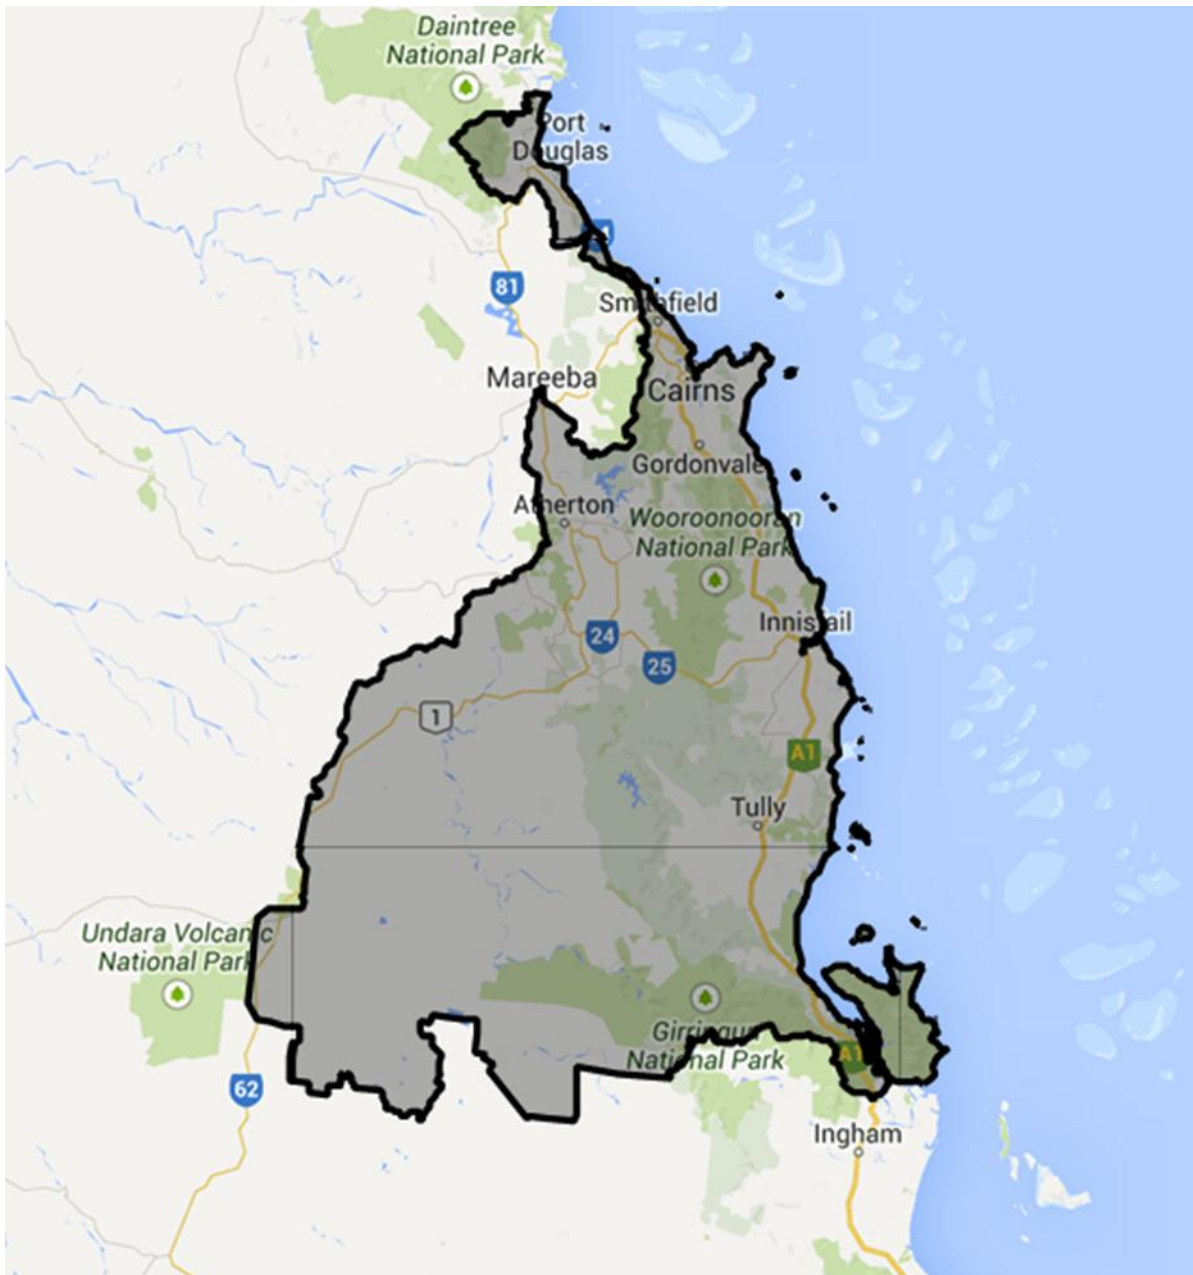 Daintree
National Park
Port
Douglas
81
Smithfield
Mareeba
Cairns
Gordonvale
Atherton
Wooroonooran
National Park
Innisfail
24
25
1
A1
Tully
Undara Volcanic
National Park
Girringun
National Park
A1
62
Ingham